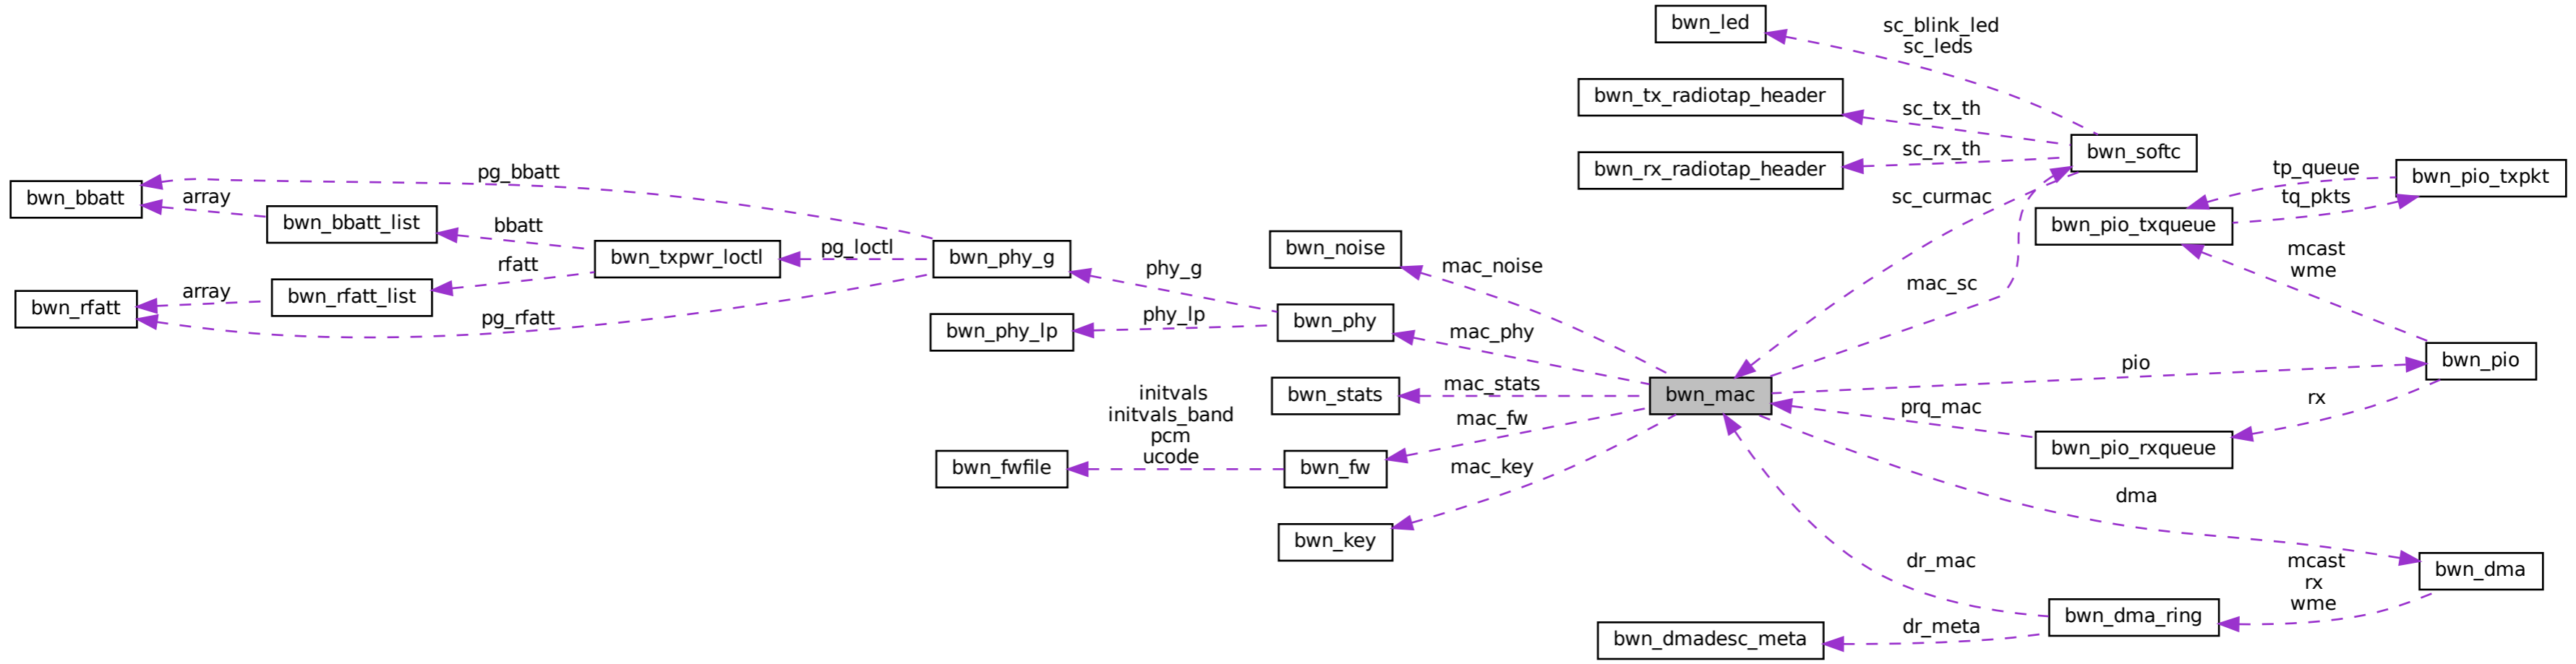 bwn_led
sc_blink_led
sc_leds
bwn_tx_radiotap_header
sc_tx_th
bwn_softc
sc_rx_th
bwn_rx_radiotap_header
tp_queue
bwn_pio_txpkt
tq_pkts
bwn_pio_txqueue
sc_curmac
mac_sc
mcast
wme
pg_bbatt
bwn_bbatt
array
bwn_bbatt_list
bbatt
rfatt
bwn_txpwr_loctl
pg_loctl
bwn_phy_g
bwn_rfatt
array
bwn_rfatt_list
pg_rfatt
bwn_noise
mac_noise
phy_g
phy_lp
bwn_phy_lp
bwn_phy
mac_phy
bwn_stats
mac_stats
bwn_mac
pio
bwn_pio
rx
prq_mac
bwn_pio_rxqueue
initvals
initvals_band
pcm
ucode
mac_fw
bwn_fwfile
bwn_fw
mac_key
bwn_key
dma
dr_mac
mcast
rx
wme
bwn_dma
bwn_dma_ring
dr_meta
bwn_dmadesc_meta